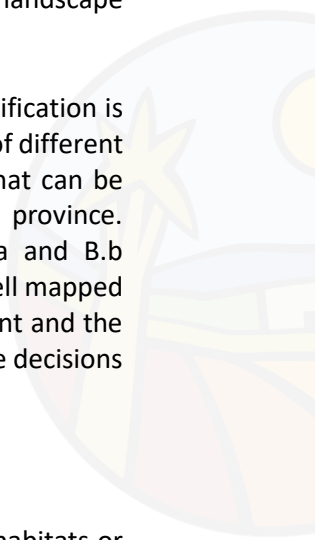 landscape
ification is
of different
hat can be
province.
a and B.b
ell mapped
nt and the
e decisions
habitats or